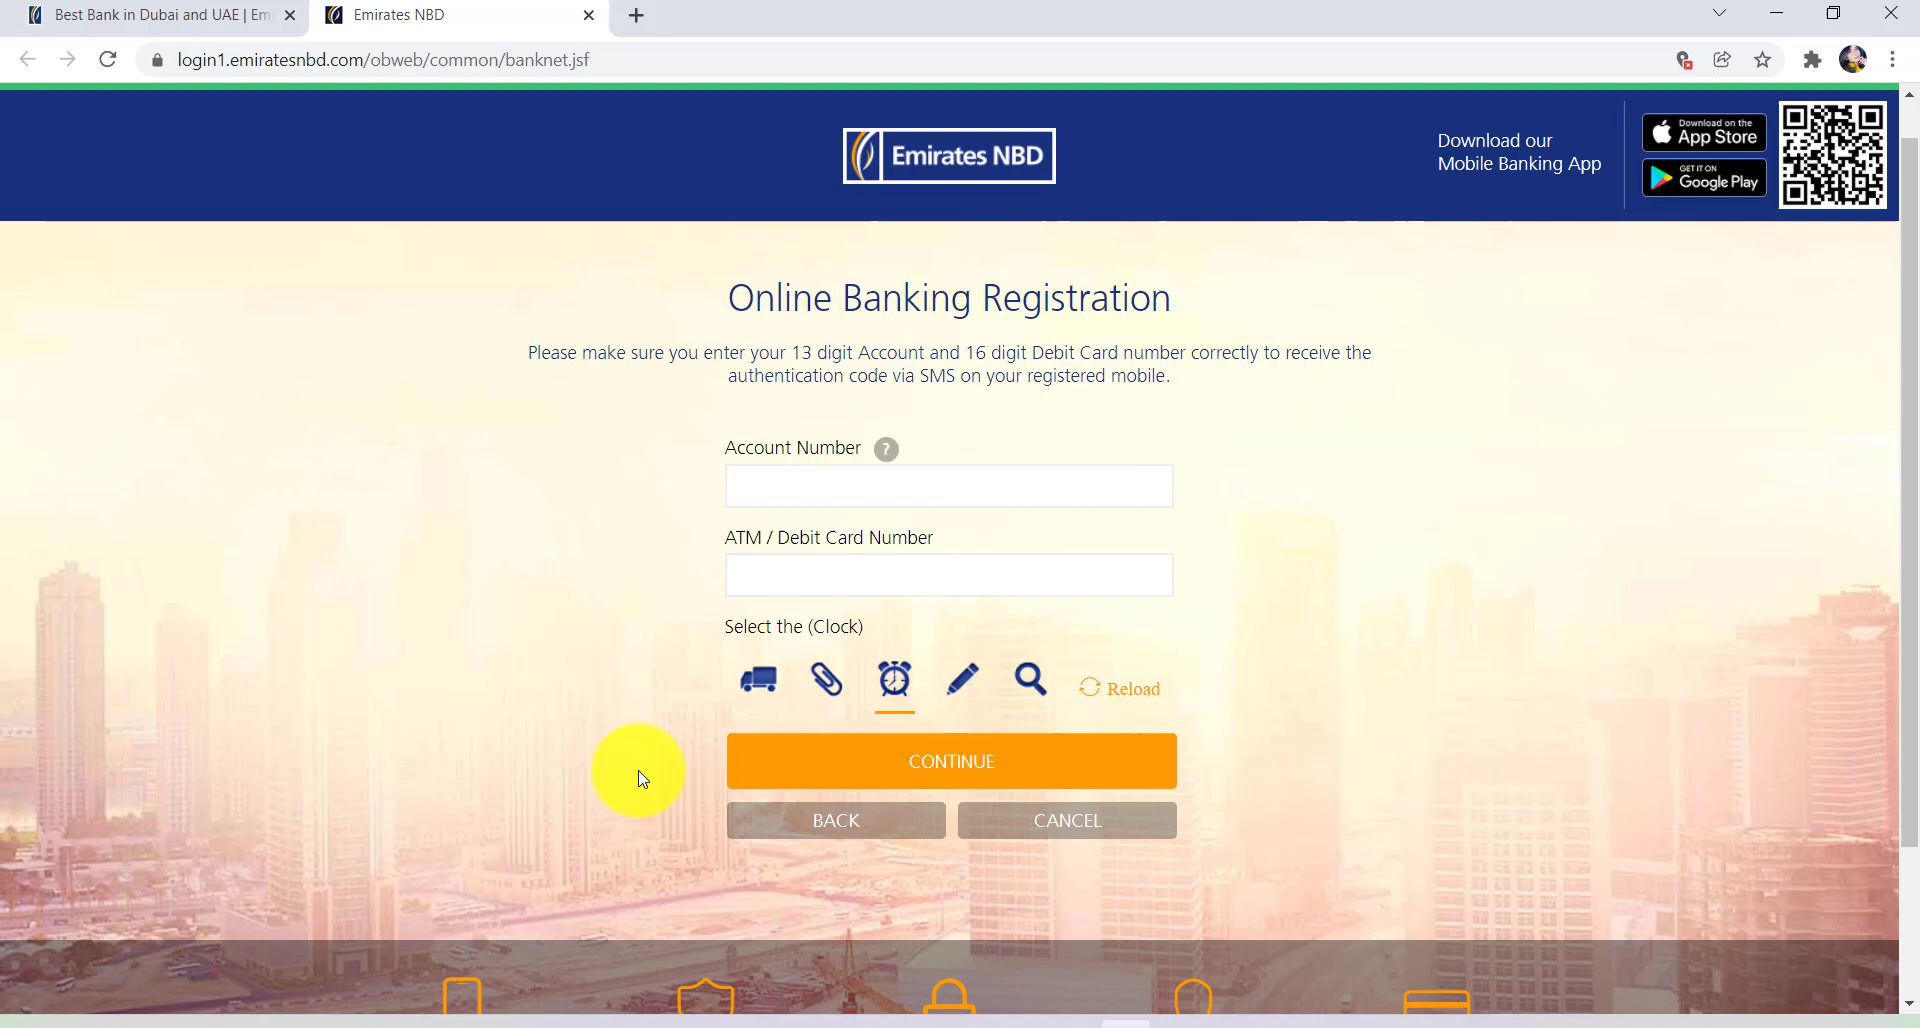 Best Bank in Dubai and UAE | Em
Emirates NBD
login1.emiratesnbd.com/obweb/common/banknet.jsf
Emirates NBD
Download our
Mobile Banking App
Download on the
App Store
GET IT ON
Google Play
Online Banking Registration
Please make sure you enter your 13 digit Account and 16 digit Debit Card number correctly to receive the
authentication code via SMS on your registered mobile.
Account Number ?
ATM / Debit Card Number
Select the (Clock)
Reload
CONTINUE
BACK CANCEL